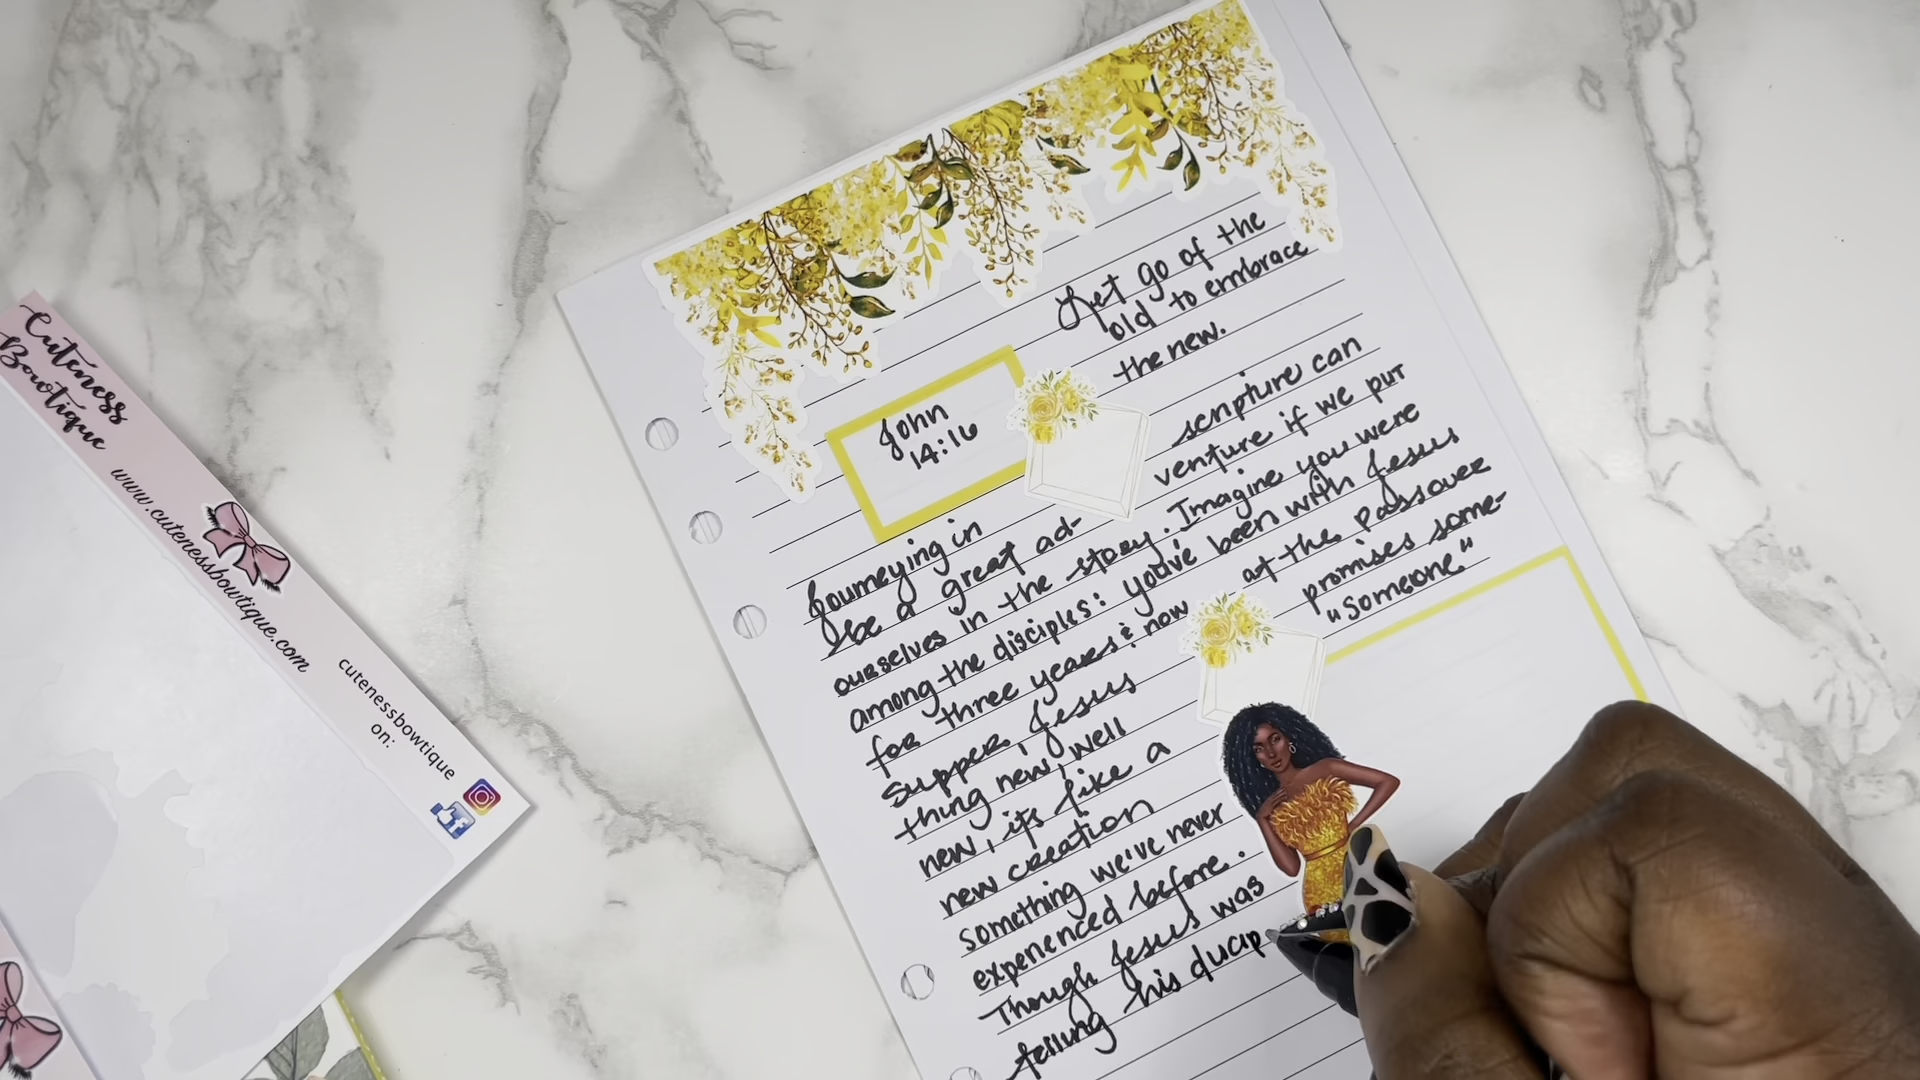 Cuteness
Bowtique
www.cutenessbowtique.com
cutenessbowtique
on:
f
Let go of the
old to embrace
the new.
John
14:16
Journeying in scripture can
be a great ad-venture if we put
ourselves in the story. Imagine you were
among the disciples: you've been with Jesus
for three years & now at the Passover
supper, Jesus promises some-
thing new, well "someone."
new, its like a
new creation
something we've never
experienced before.
Though Jesus was
telling his discip